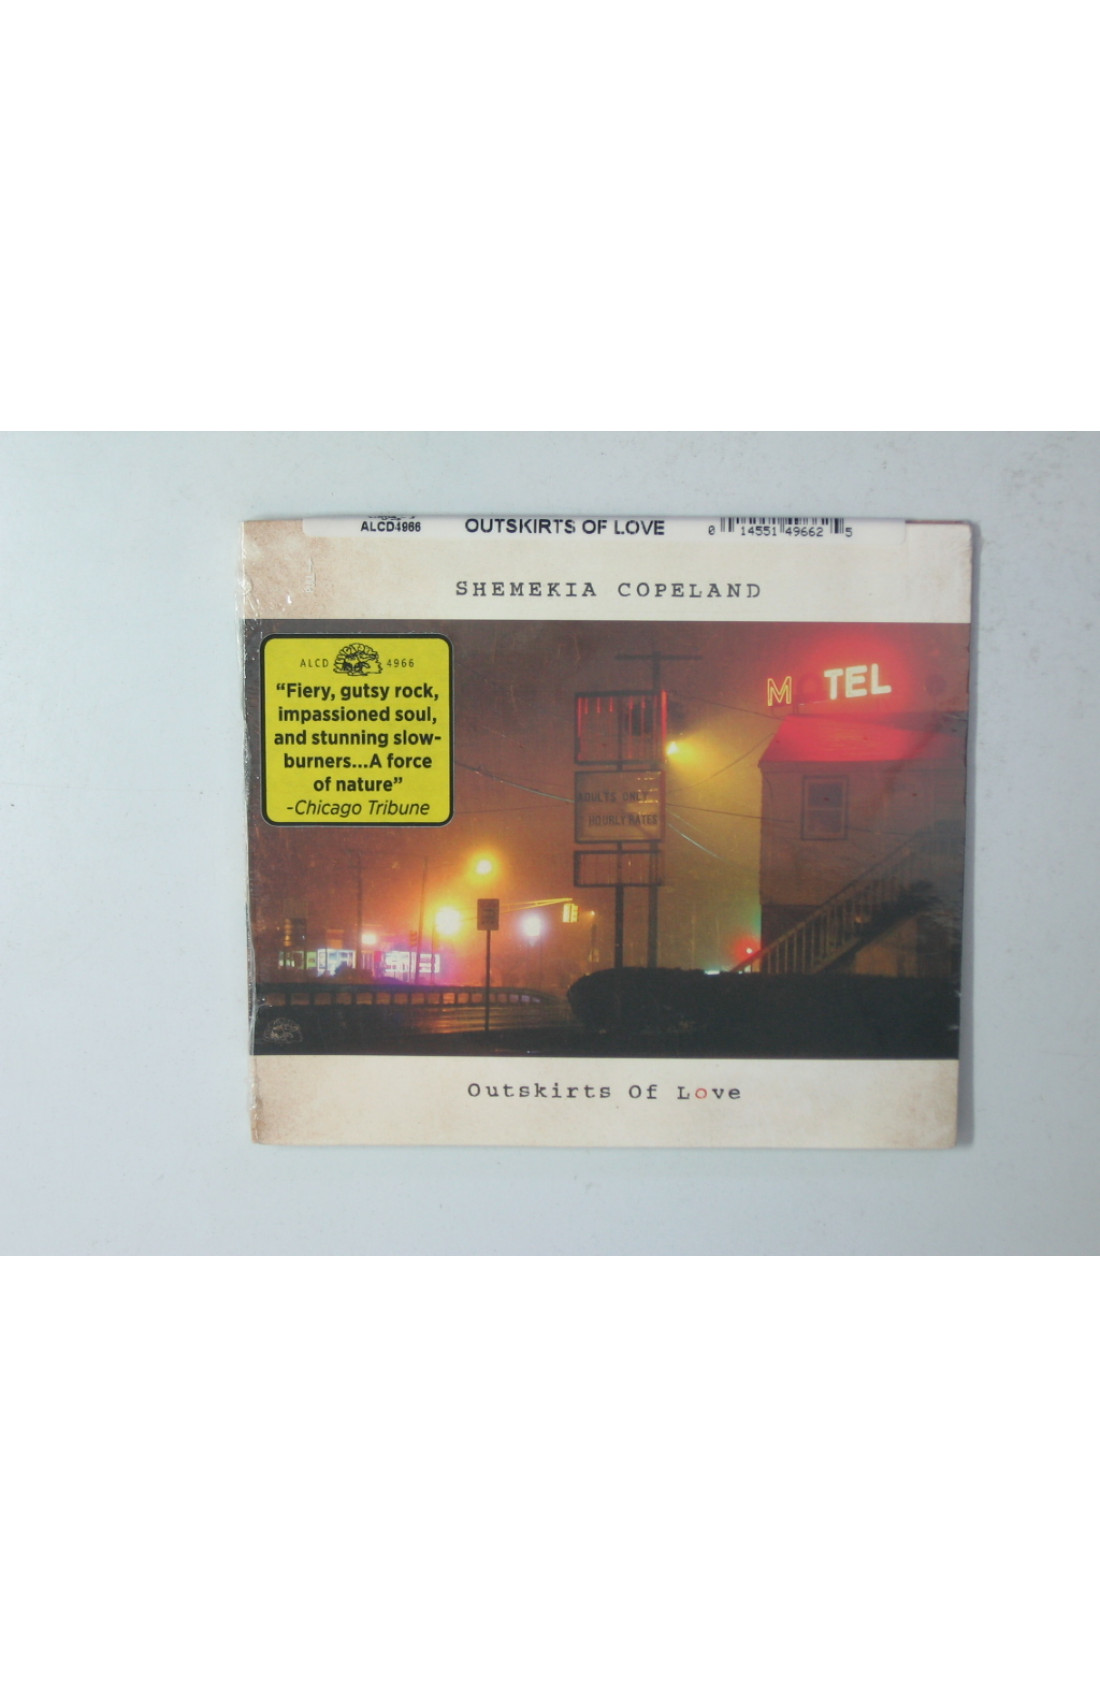 ALCD4966 OUTSKIRTS OF LOVE 0 14551 49662 5
SHEMEKIA COPELAND
ALCD 4966
“Fiery, gutsy rock,
impassioned soul,
and stunning slow-
burners...A force
of nature”
-Chicago Tribune
M TEL
ADULTS ONLY
HOURLY RATES
Outskirts Of Love